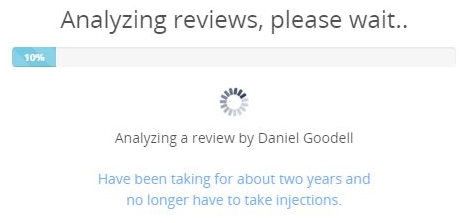 Analyzing reviews, please wait..
10%
Analyzing a review by Daniel Goodell
Have been taking for about two years and
no longer have to take injections.